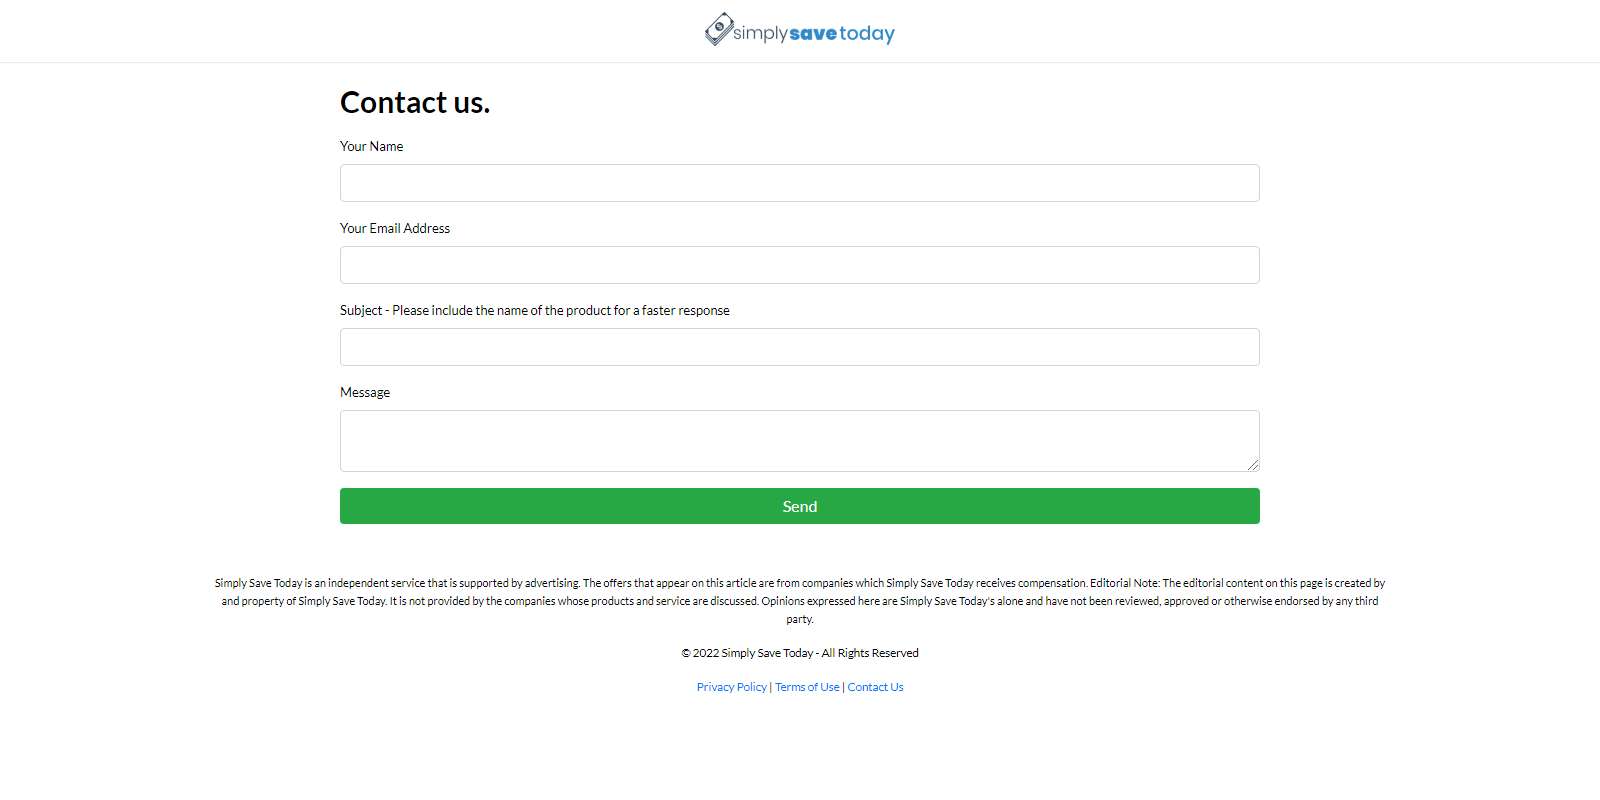 simplysavetoday
Contact us.
Your Name
Your Email Address
Subject - Please include the name of the product for a faster response
Message
Send
Simply Save Today is an independent service that is supported by advertising. The offers that appear on this article are from companies which Simply Save Today receives compensation. Editorial Note: The editorial content on this page is created by
and property of Simply Save Today. It is not provided by the companies whose products and service are discussed. Opinions expressed here are Simply Save Today's alone and have not been reviewed, approved or otherwise endorsed by any third
party.
© 2022 Simply Save Today - All Rights Reserved
Privacy Policy | Terms of Use | Contact Us